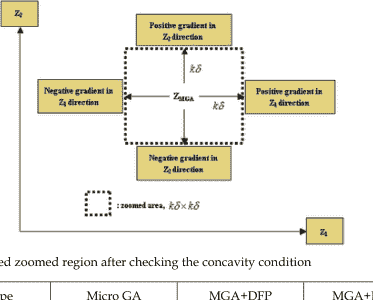 Z₂
Positive gradient in
Z₂ direction
kδ
Negative gradient in
Z₁ direction
Z_MGA
kδ
Positive gradient in
Z₁ direction
Negative gradient in
Z₂ direction
: zoomed area, kδ×kδ
Z₁
ed zoomed region after checking the concavity condition
pe
Micro GA
MGA+DFP